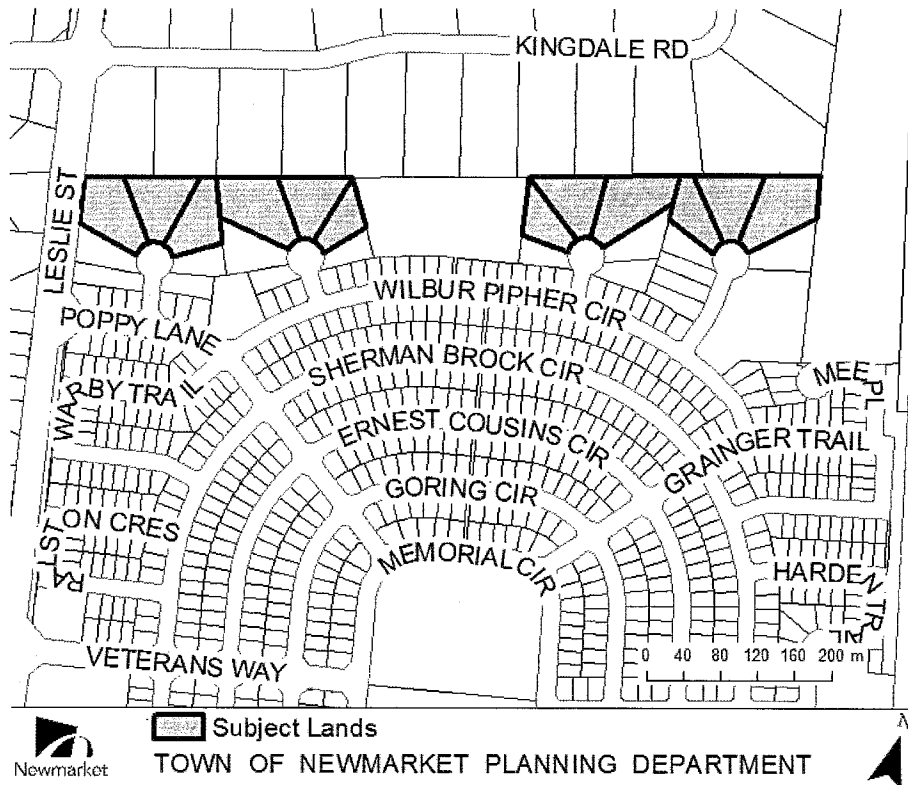 KINGDALE RD
LESLIE ST
WILBUR PIPHER CIR
POPPY LANE
SHERMAN BROCK CIR
MEE PL
WARBY TRAIL
ERNEST COUSINS CIR
GRAINGER TRAIL
GORING CIR
ON CRES
MEMORIAL CIR
HARDEN TR
VETERANS WAY
0 40 80 120 160 200 m
Subject Lands
Newmarket
TOWN OF NEWMARKET PLANNING DEPARTMENT